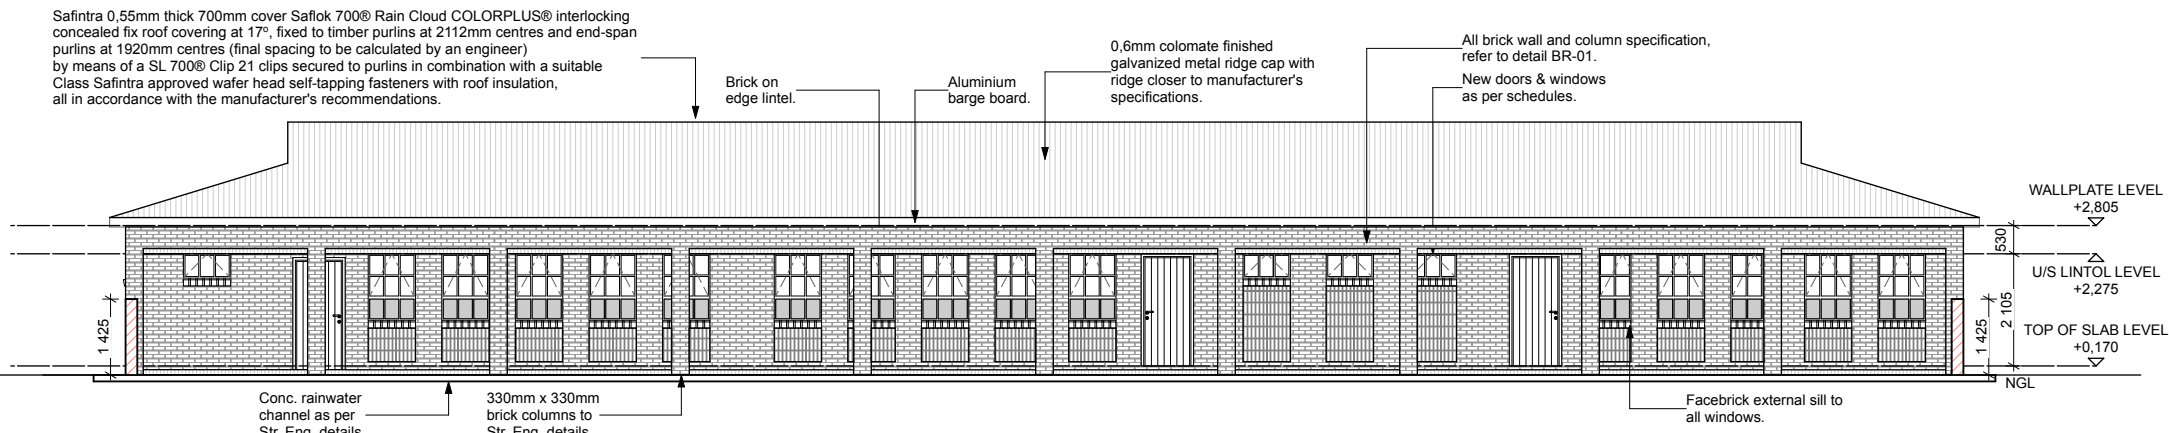 Safintra 0,55mm thick 700mm cover Saflok 700® Rain Cloud COLORPLUS® interlocking
concealed fix roof covering at 17º, fixed to timber purlins at 2112mm centres and end-span
purlins at 1920mm centres (final spacing to be calculated by an engineer)
by means of a SL 700® Clip 21 clips secured to purlins in combination with a suitable
Class Safintra approved wafer head self-tapping fasteners with roof insulation,
all in accordance with the manufacturer's recommendations.
Brick on
edge lintel.
Aluminium
barge board.
0,6mm colomate finished
galvanized metal ridge cap with
ridge closer to manufacturer's
specifications.
All brick wall and column specification,
refer to detail BR-01.
New doors & windows
as per schedules.
WALLPLATE LEVEL
+2,805
530
U/S LINTOL LEVEL
+2,275
2 105
1 425
1 425
TOP OF SLAB LEVEL
+0,170
NGL
Conc. rainwater
channel as per
Str. Eng. details
330mm x 330mm
brick columns to
Str. Eng. details
Facebrick external sill to
all windows.